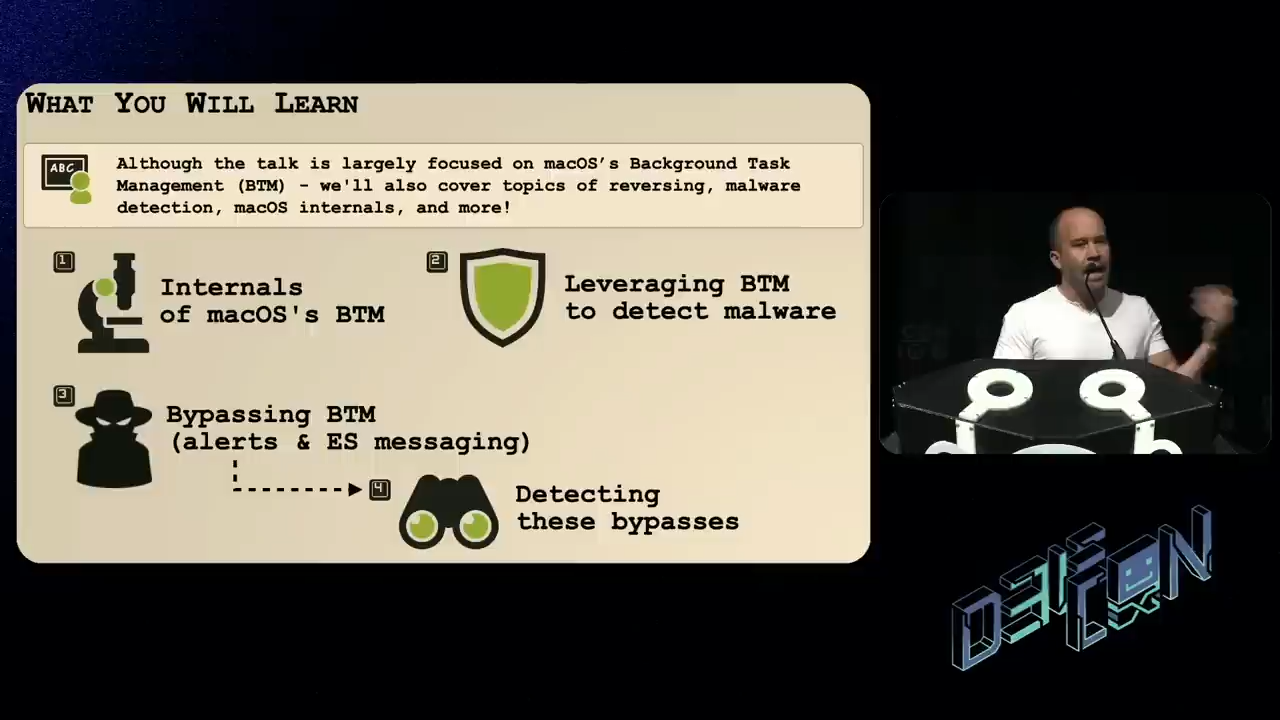 What You Will Learn
ABC
Although the talk is largely focused on macOS's Background Task
Management (BTM) - we'll also cover topics of reversing, malware
detection, macOS internals, and more!
1
Internals
of macOS's BTM
2
Leveraging BTM
to detect malware
3
Bypassing BTM
(alerts & ES messaging)
4
Detecting
these bypasses
DEF
CON